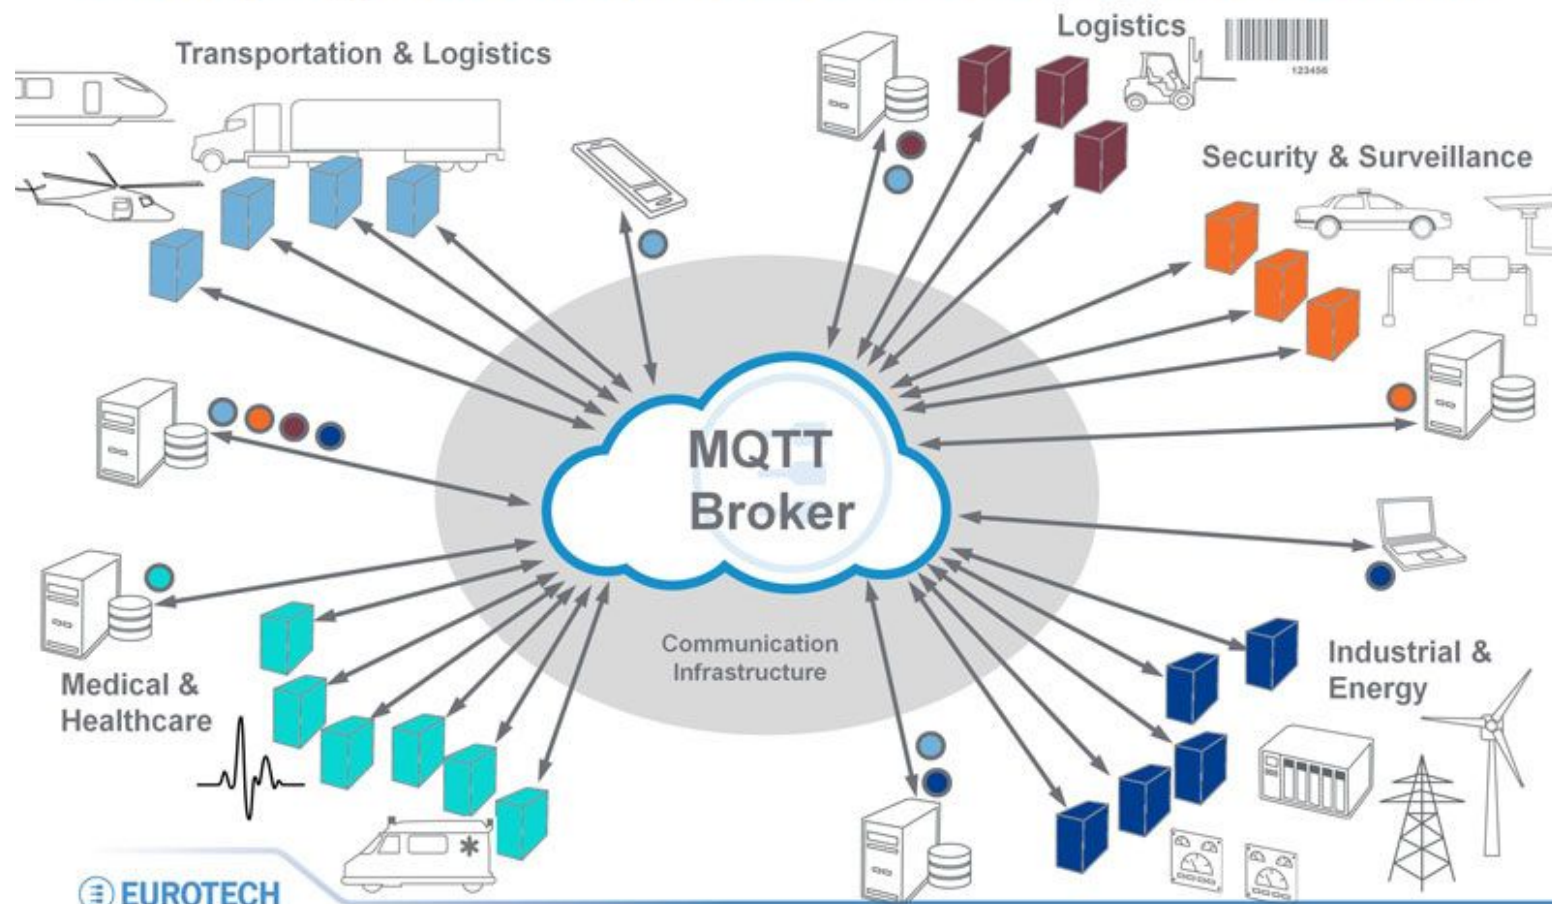 Transportation & Logistics
Logistics
123456
Security & Surveillance
MQTT
Broker
Communication
Infrastructure
Medical &
Healthcare
Industrial &
Energy
EUROTECH